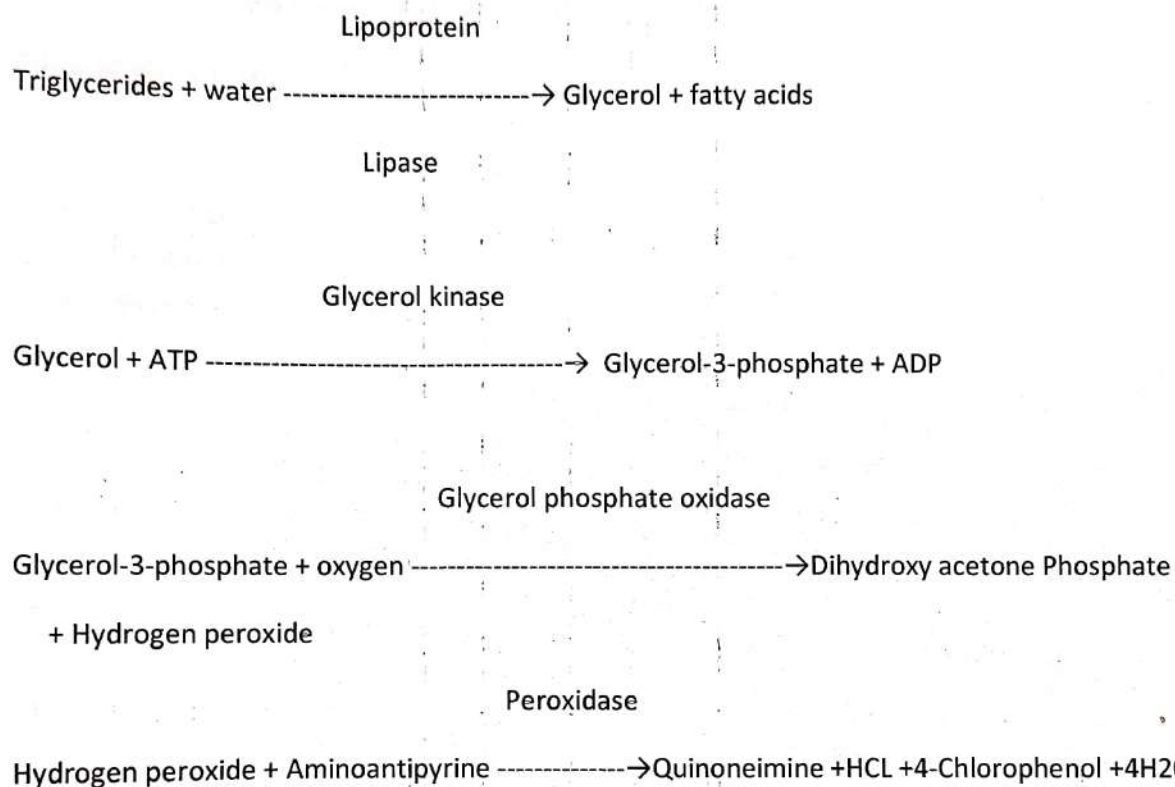 Lipoprotein
Triglycerides + water -----------------------------→ Glycerol + fatty acids
Lipase
Glycerol kinase
Glycerol + ATP ----------------------------------------→ Glycerol-3-phosphate + ADP
Glycerol phosphate oxidase
Glycerol-3-phosphate + oxygen ------------------------------------------→Dihydroxy acetone Phosphate
+ Hydrogen peroxide
Peroxidase
Hydrogen peroxide + Aminoantipyrine ---------------→Quinoneimine +HCL +4-Chlorophenol